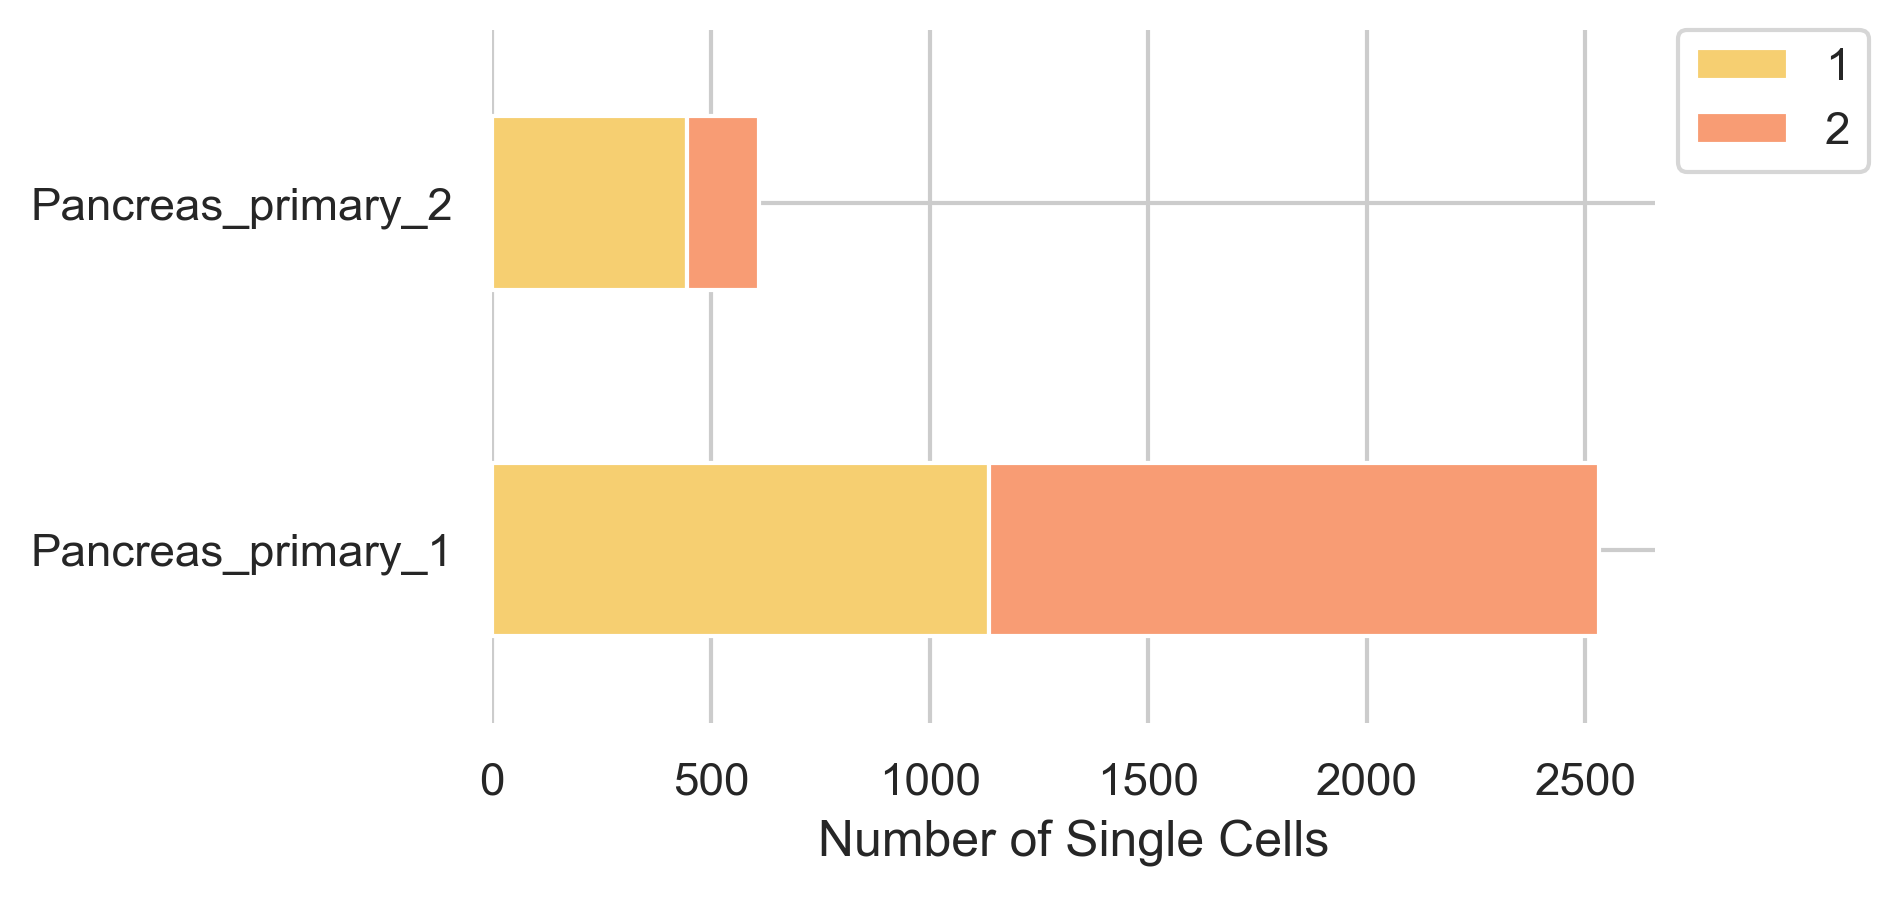 1
2
Pancreas_primary_2
Pancreas_primary_1
0 500 1000 1500 2000 2500
Number of Single Cells